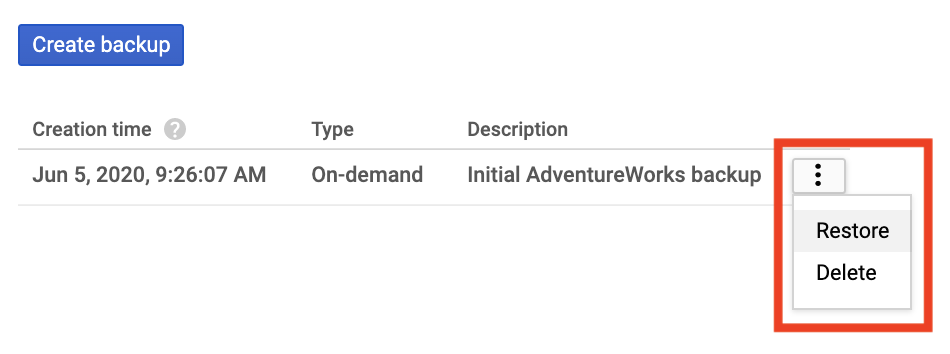 Create backup
Creation time ? Type Description
Jun 5, 2020, 9:26:07 AM On-demand Initial AdventureWorks backup
Restore
Delete